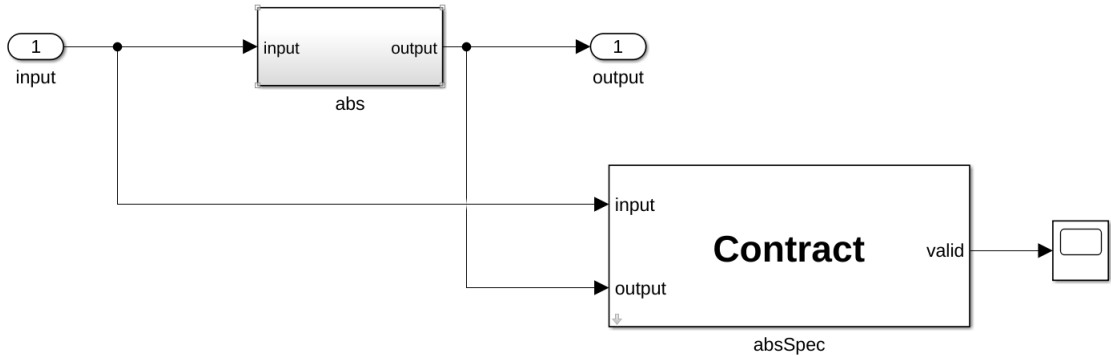 1
input
input output
abs
1
output
input
Contract
valid
output
absSpec